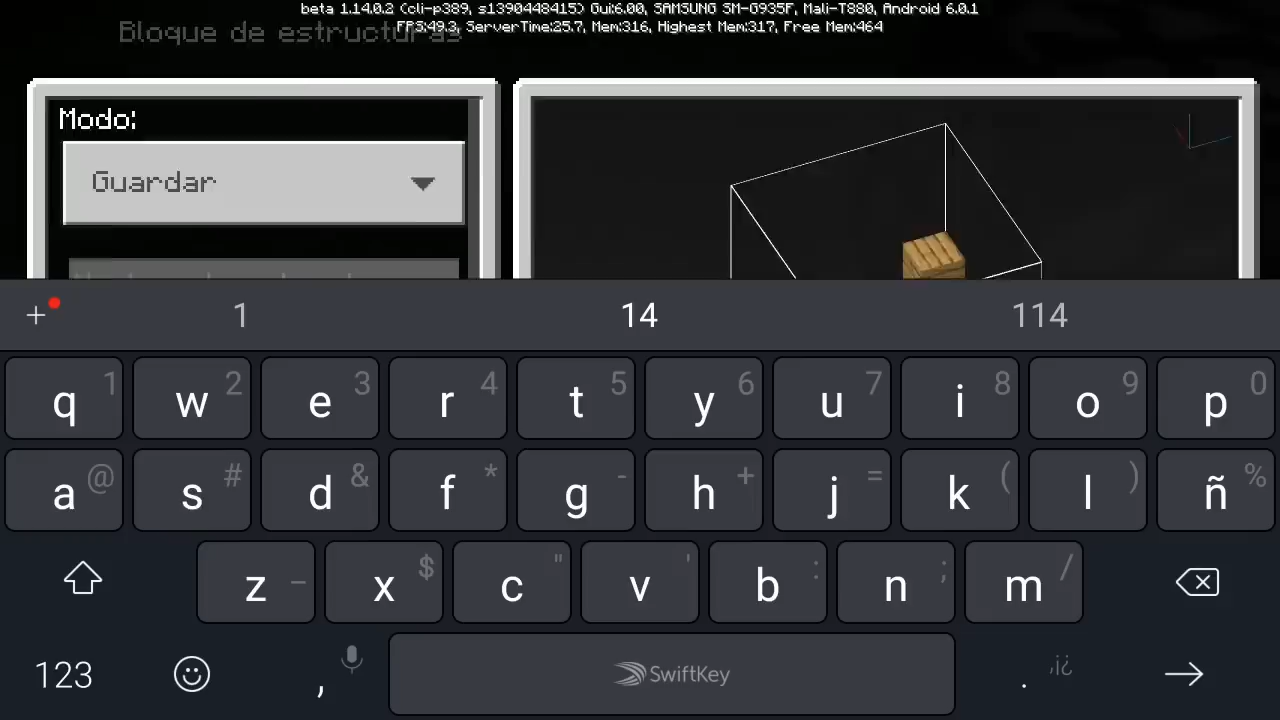 beta 1.14.0.2 (cli-p389, s1390448415) Gui:6.00, SAMSUNG SM-G935F, Mali-T880, Android 6.0.1
FPS:49.3, ServerTime:25.7, Mem:316, Highest Mem:317, Free Mem:464
Bloque de estructuras
Modo:
Guardar
+ 1 14 114
q 1 w 2 e 3 r 4 t 5 y 6 u 7 i 8 o 9 p 0
a @ s # d & f * g - h + j = k ( l ) ñ %
z _ x $ c " v ' b : n ; m /
123 , SwiftKey . ,¡¿